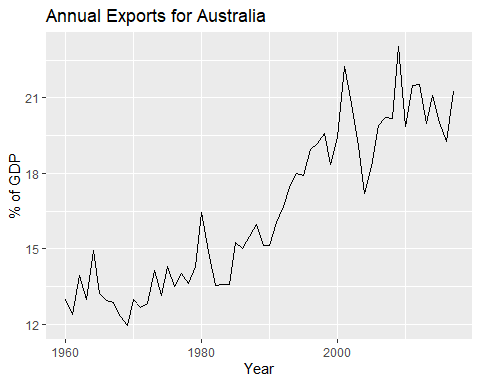 Annual Exports for Australia
% of GDP
21
18
15
12
1960 1980 2000
Year